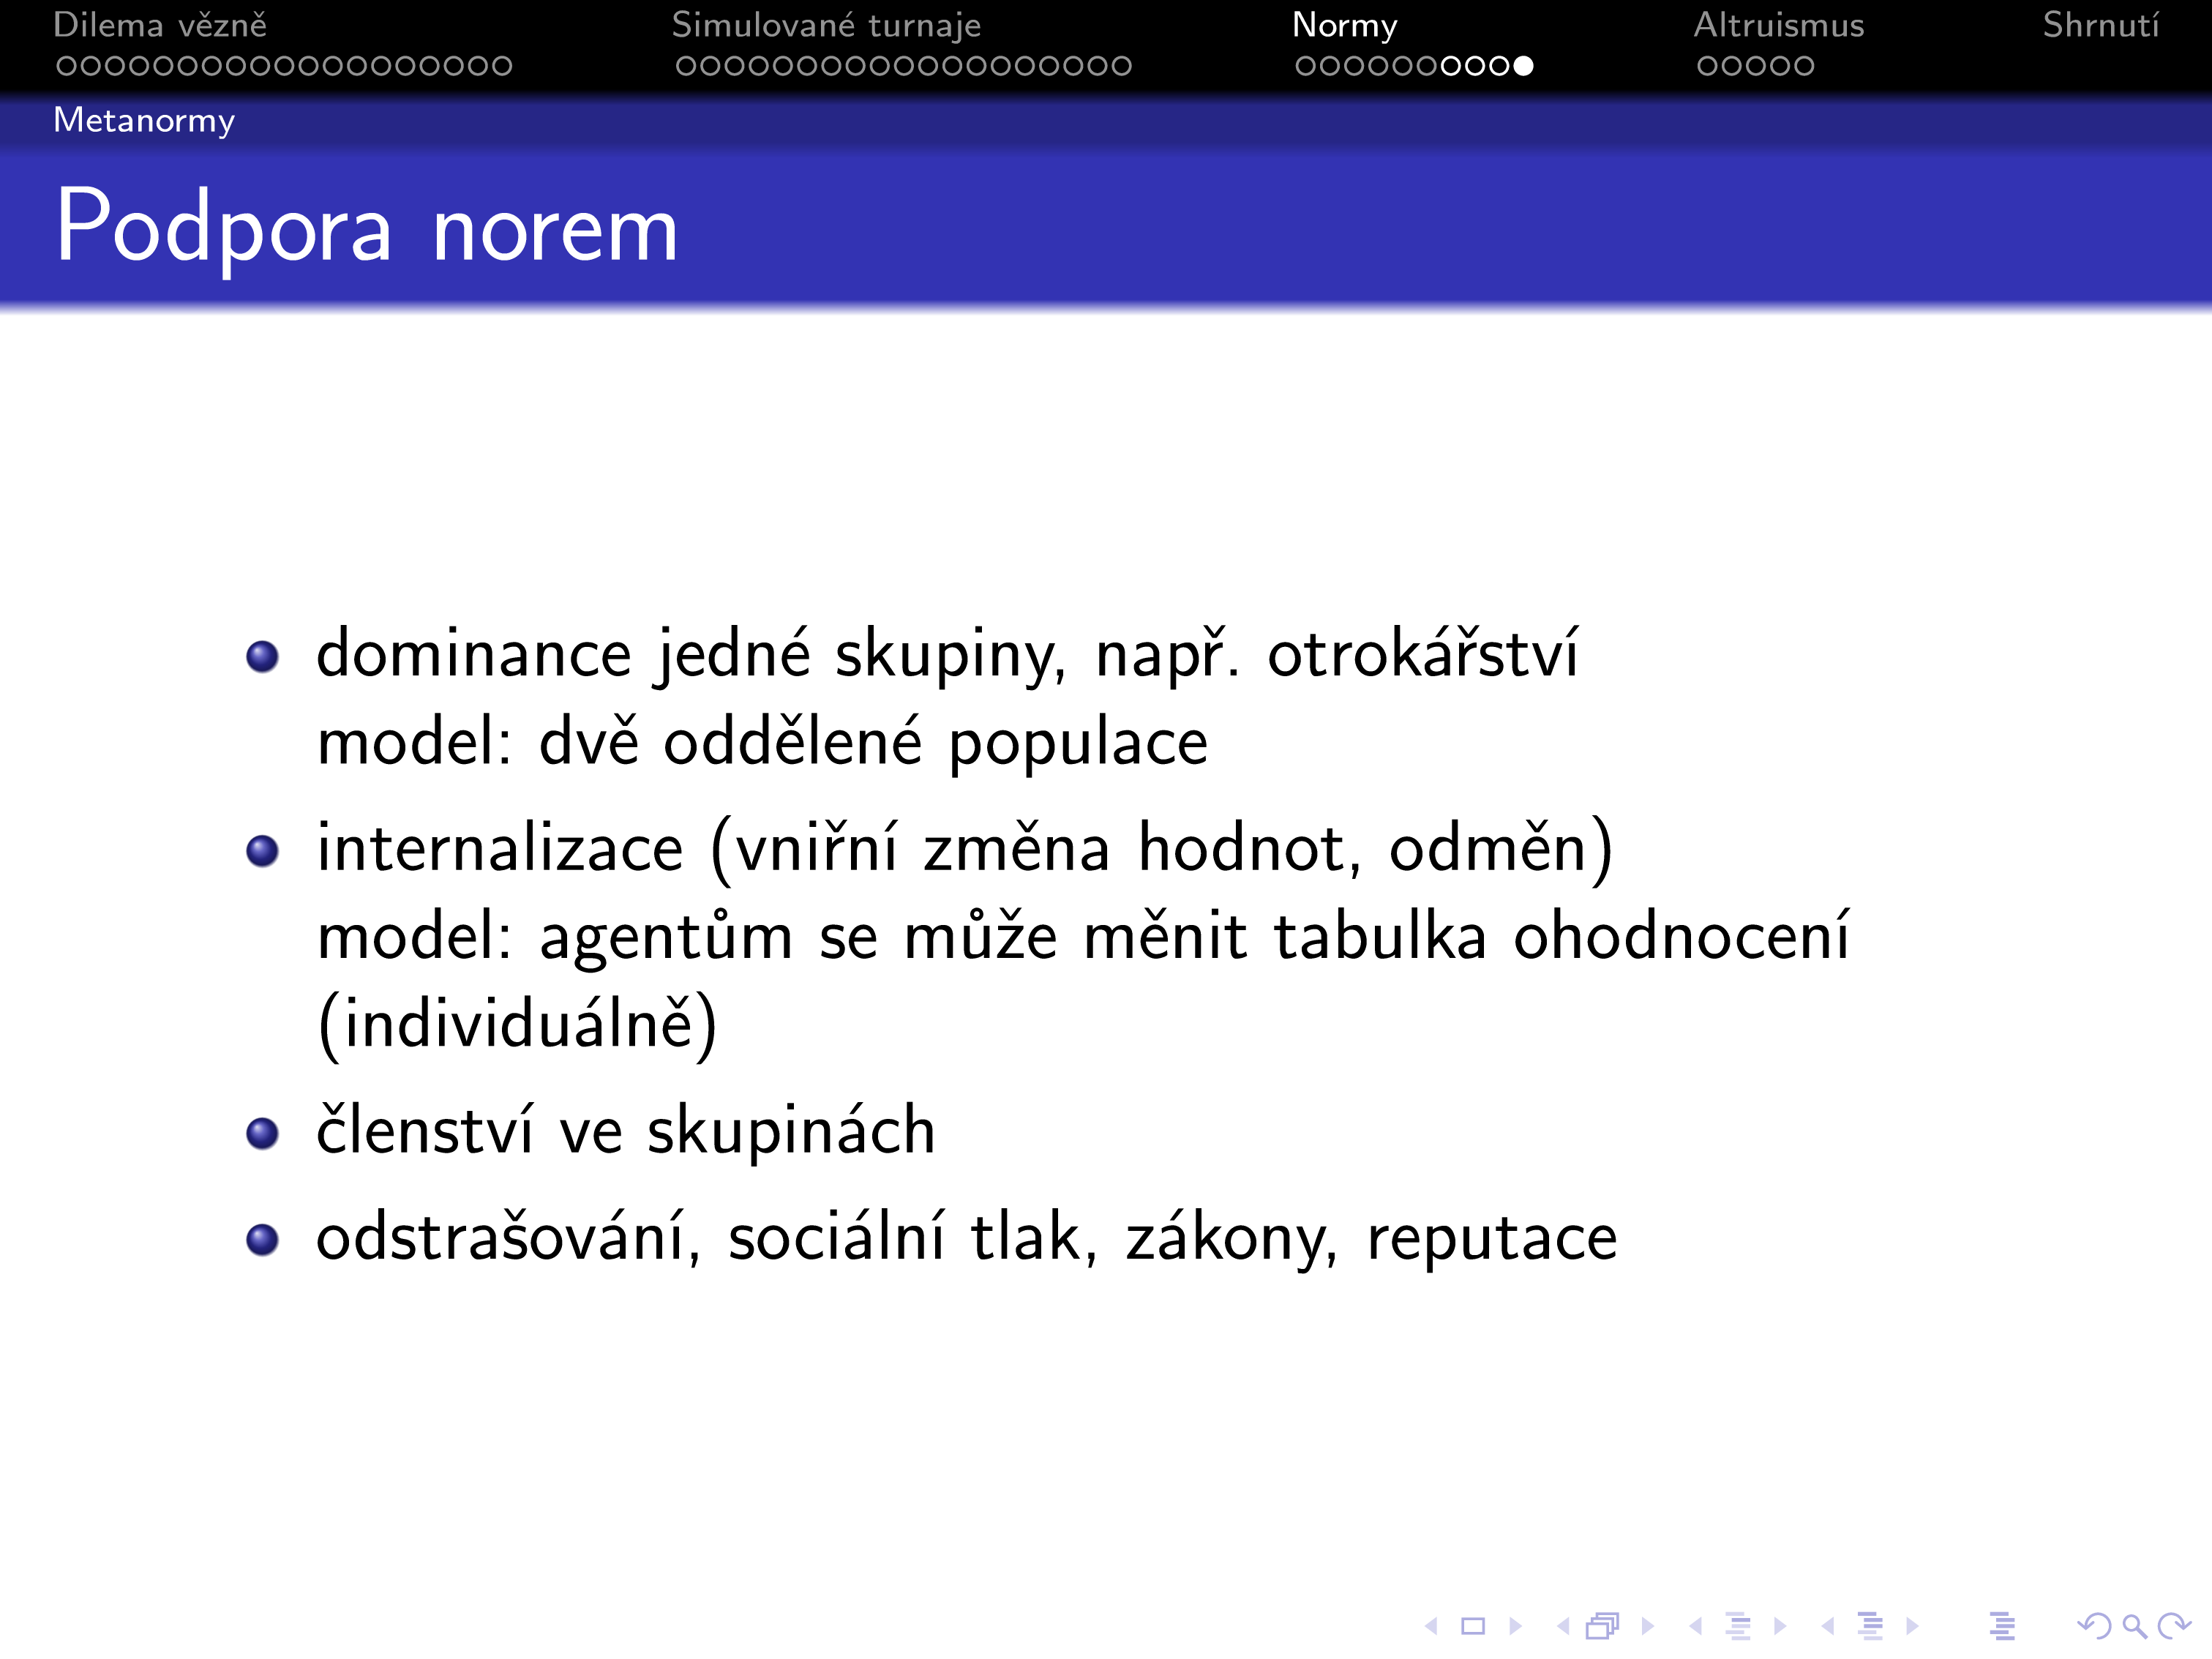 Dilema vězně Simulované turnaje Normy Altruismus Shrnutí
Metanormy
Podpora norem
dominance jedné skupiny, např. otrokářství
model: dvě oddělené populace
internalizace (vniřní změna hodnot, odměn)
model: agentům se může měnit tabulka ohodnocení
(individuálně)
členství ve skupinách
odstrašování, sociální tlak, zákony, reputace